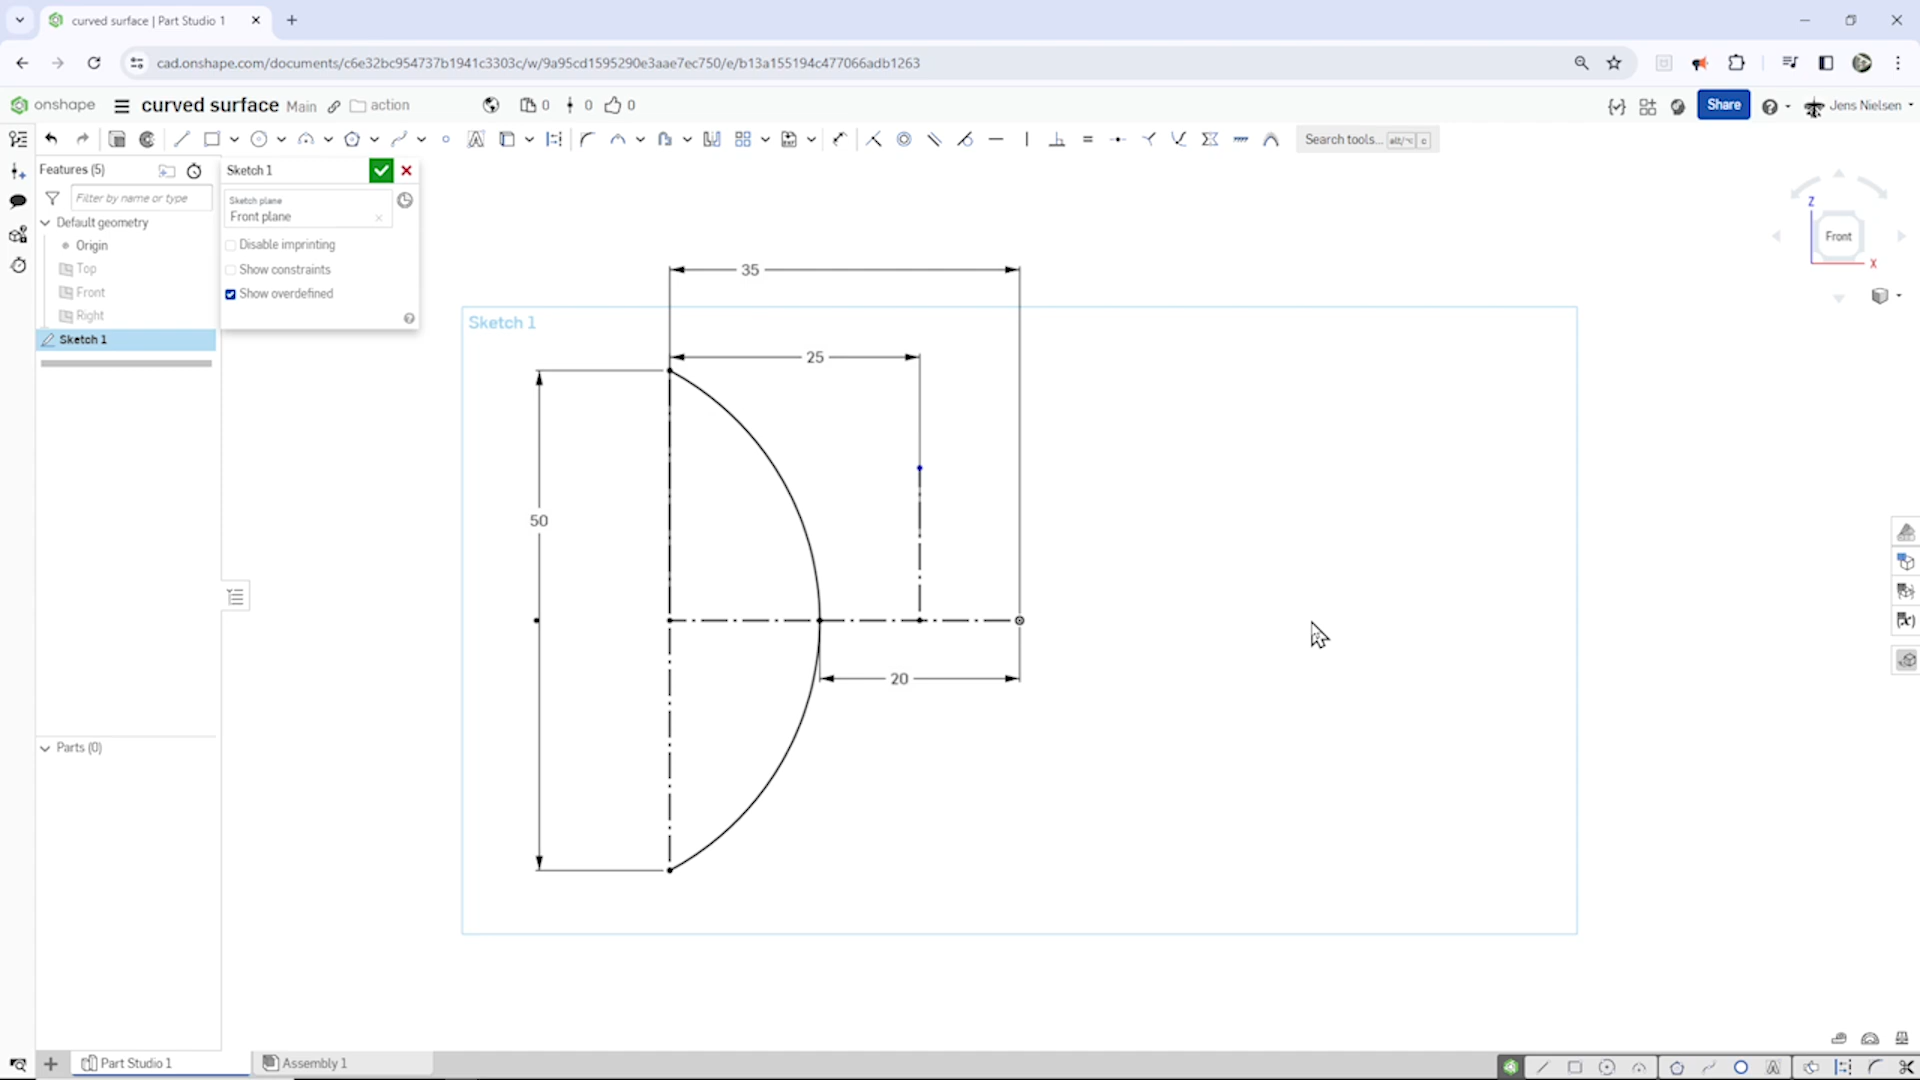 curved surface | Part Studio 1
cad.onshape.com/documents/c6e32bc954737b1941c3303c/w/9a95cd1595290e3aae7ec750/e/b13a155194c477066adb1263
onshape curved surface Main action 0 0 0 Share Jens Nielsen
Search tools... alt/⌥ c
Features (5)
Filter by name or type
Default geometry
Origin
Top
Front
Right
Sketch 1
Sketch 1
Sketch plane
Front plane
Disable imprinting
Show constraints
Show overdefined
Z
Front
X
35
Sketch 1
25
50
20
(x)
Parts (0)
Part Studio 1
Assembly 1